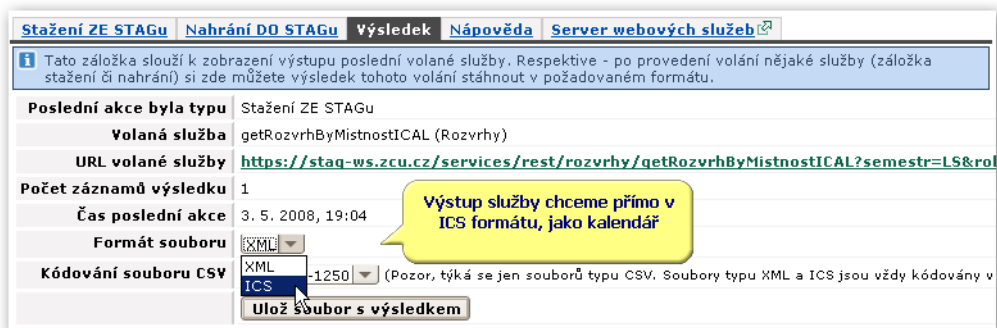 Stažení ZE STAGu Nahrání DO STAGu Výsledek Nápověda Server webových služeb
Tato záložka slouží k zobrazení výstupu poslední volané služby. Respektive - po provedení volání nějaké služby (záložka
stažení či nahrání) si zde můžete výsledek tohoto volání stáhnout v požadovaném formátu.
Poslední akce byla typu Stažení ZE STAGu
Volaná služba getRozvrhByMistnostICAL (Rozvrhy)
URL volané služby https://stag-ws.zcu.cz/services/rest/rozvrhy/getRozvrhByMistnostICAL?semestr=LS&rol
Počet záznamů výsledku 1
Čas poslední akce 3. 5. 2008, 19:04
Výstup služby chceme přímo v
ICS formátu, jako kalendář
Formát souboru XML
XML
ICS
Kódování souboru CSV -1250 (Pozor, týká se jen souborů typu CSV. Soubory typu XML a ICS jsou vždy kódovány v
Ulož soubor s výsledkem